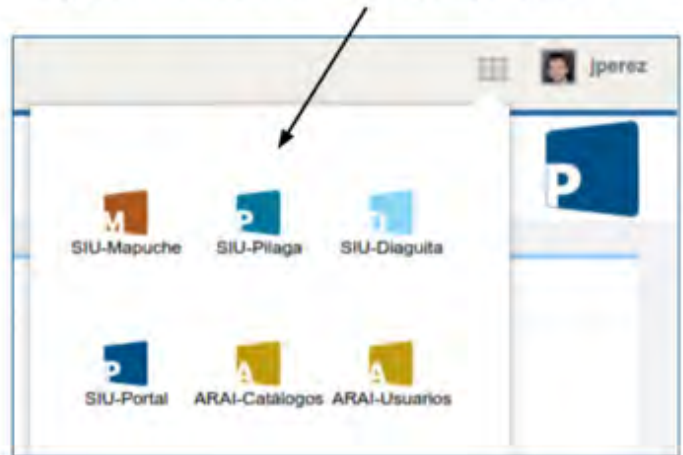 jperez
P
M P D
SIU-Mapuche SIU-Pilaga SIU-Diaguita
P A A
SIU-Portal ARAI-Catálogos ARAI-Usuarios